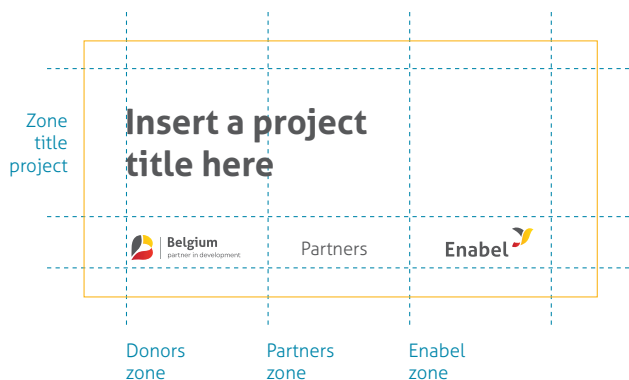 Zone
title
project
Insert a project
title here
Belgium
partner in development
Partners
Enabel
Donors
zone
Partners
zone
Enabel
zone